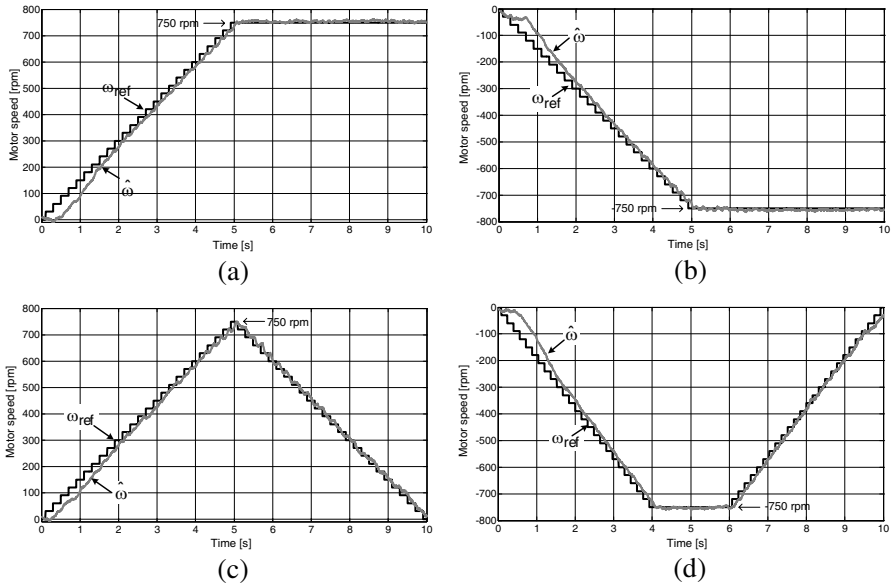 800
700
600
500
400
300
200
100
0
Motor speed [rpm]
750 rpm
ω_ref
ω̂
0 1 2 3 4 5 6 7 8 9 10
Time [s]
(a)
0
-100
-200
-300
-400
-500
-600
-700
-800
Motor speed [rpm]
ω̂
ω_ref
-750 rpm
0 1 2 3 4 5 6 7 8 9 10
Time [s]
(b)
800
700
600
500
400
300
200
100
0
Motor speed [rpm]
750 rpm
ω_ref
ω̂
0 1 2 3 4 5 6 7 8 9 10
Time [s]
(c)
0
-100
-200
-300
-400
-500
-600
-700
-800
Motor speed [rpm]
ω̂
ω_ref
-750 rpm
0 1 2 3 4 5 6 7 8 9 10
Time [s]
(d)